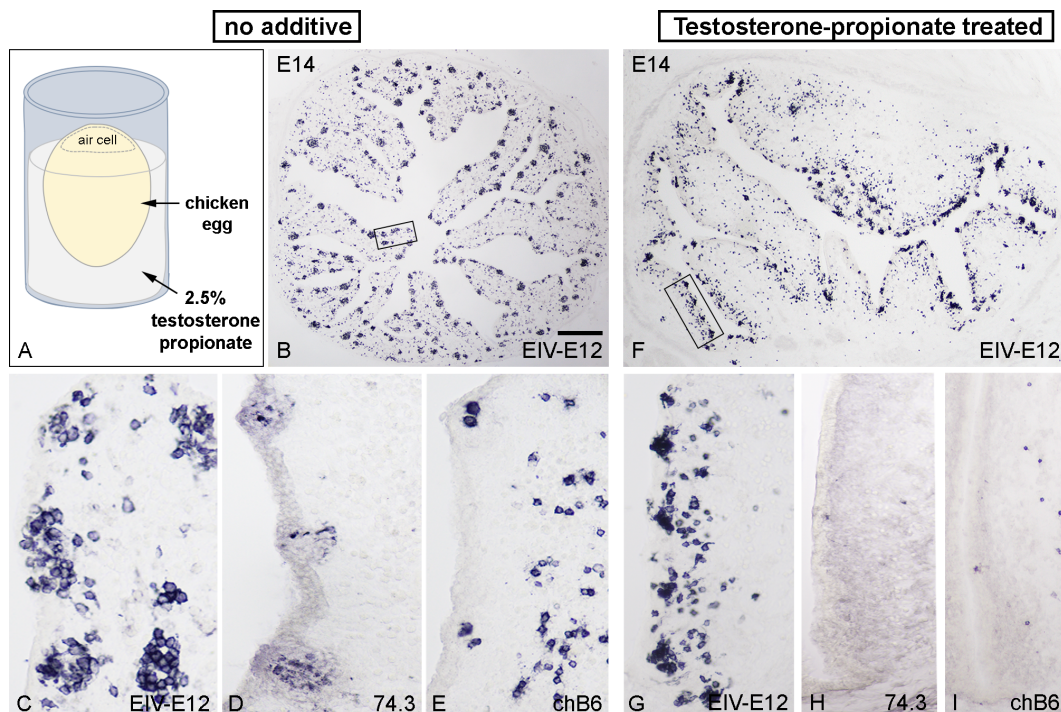 no additive
Testosterone-propionate treated
air cell
chicken
egg
2.5%
testosterone
propionate
A
E14
B
EIV-E12
E14
F
EIV-E12
C
EIV-E12
D
74.3
E
chB6
G
EIV-E12
H
74.3
I
chB6